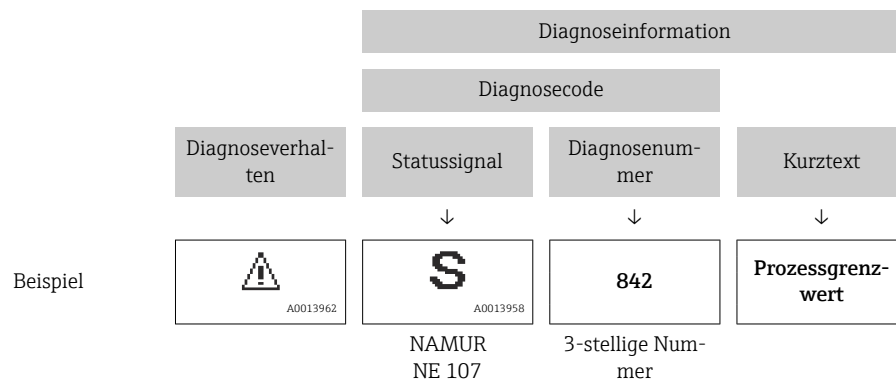 Diagnoseinformation
Diagnosecode
Diagnoseverhal-
ten
Statussignal
Diagnosenum-
mer
Kurztext
↓ ↓ ↓
Beispiel
A0013962
S
A0013958
842
Prozessgrenz-
wert
NAMUR
NE 107
3-stellige Num-
mer